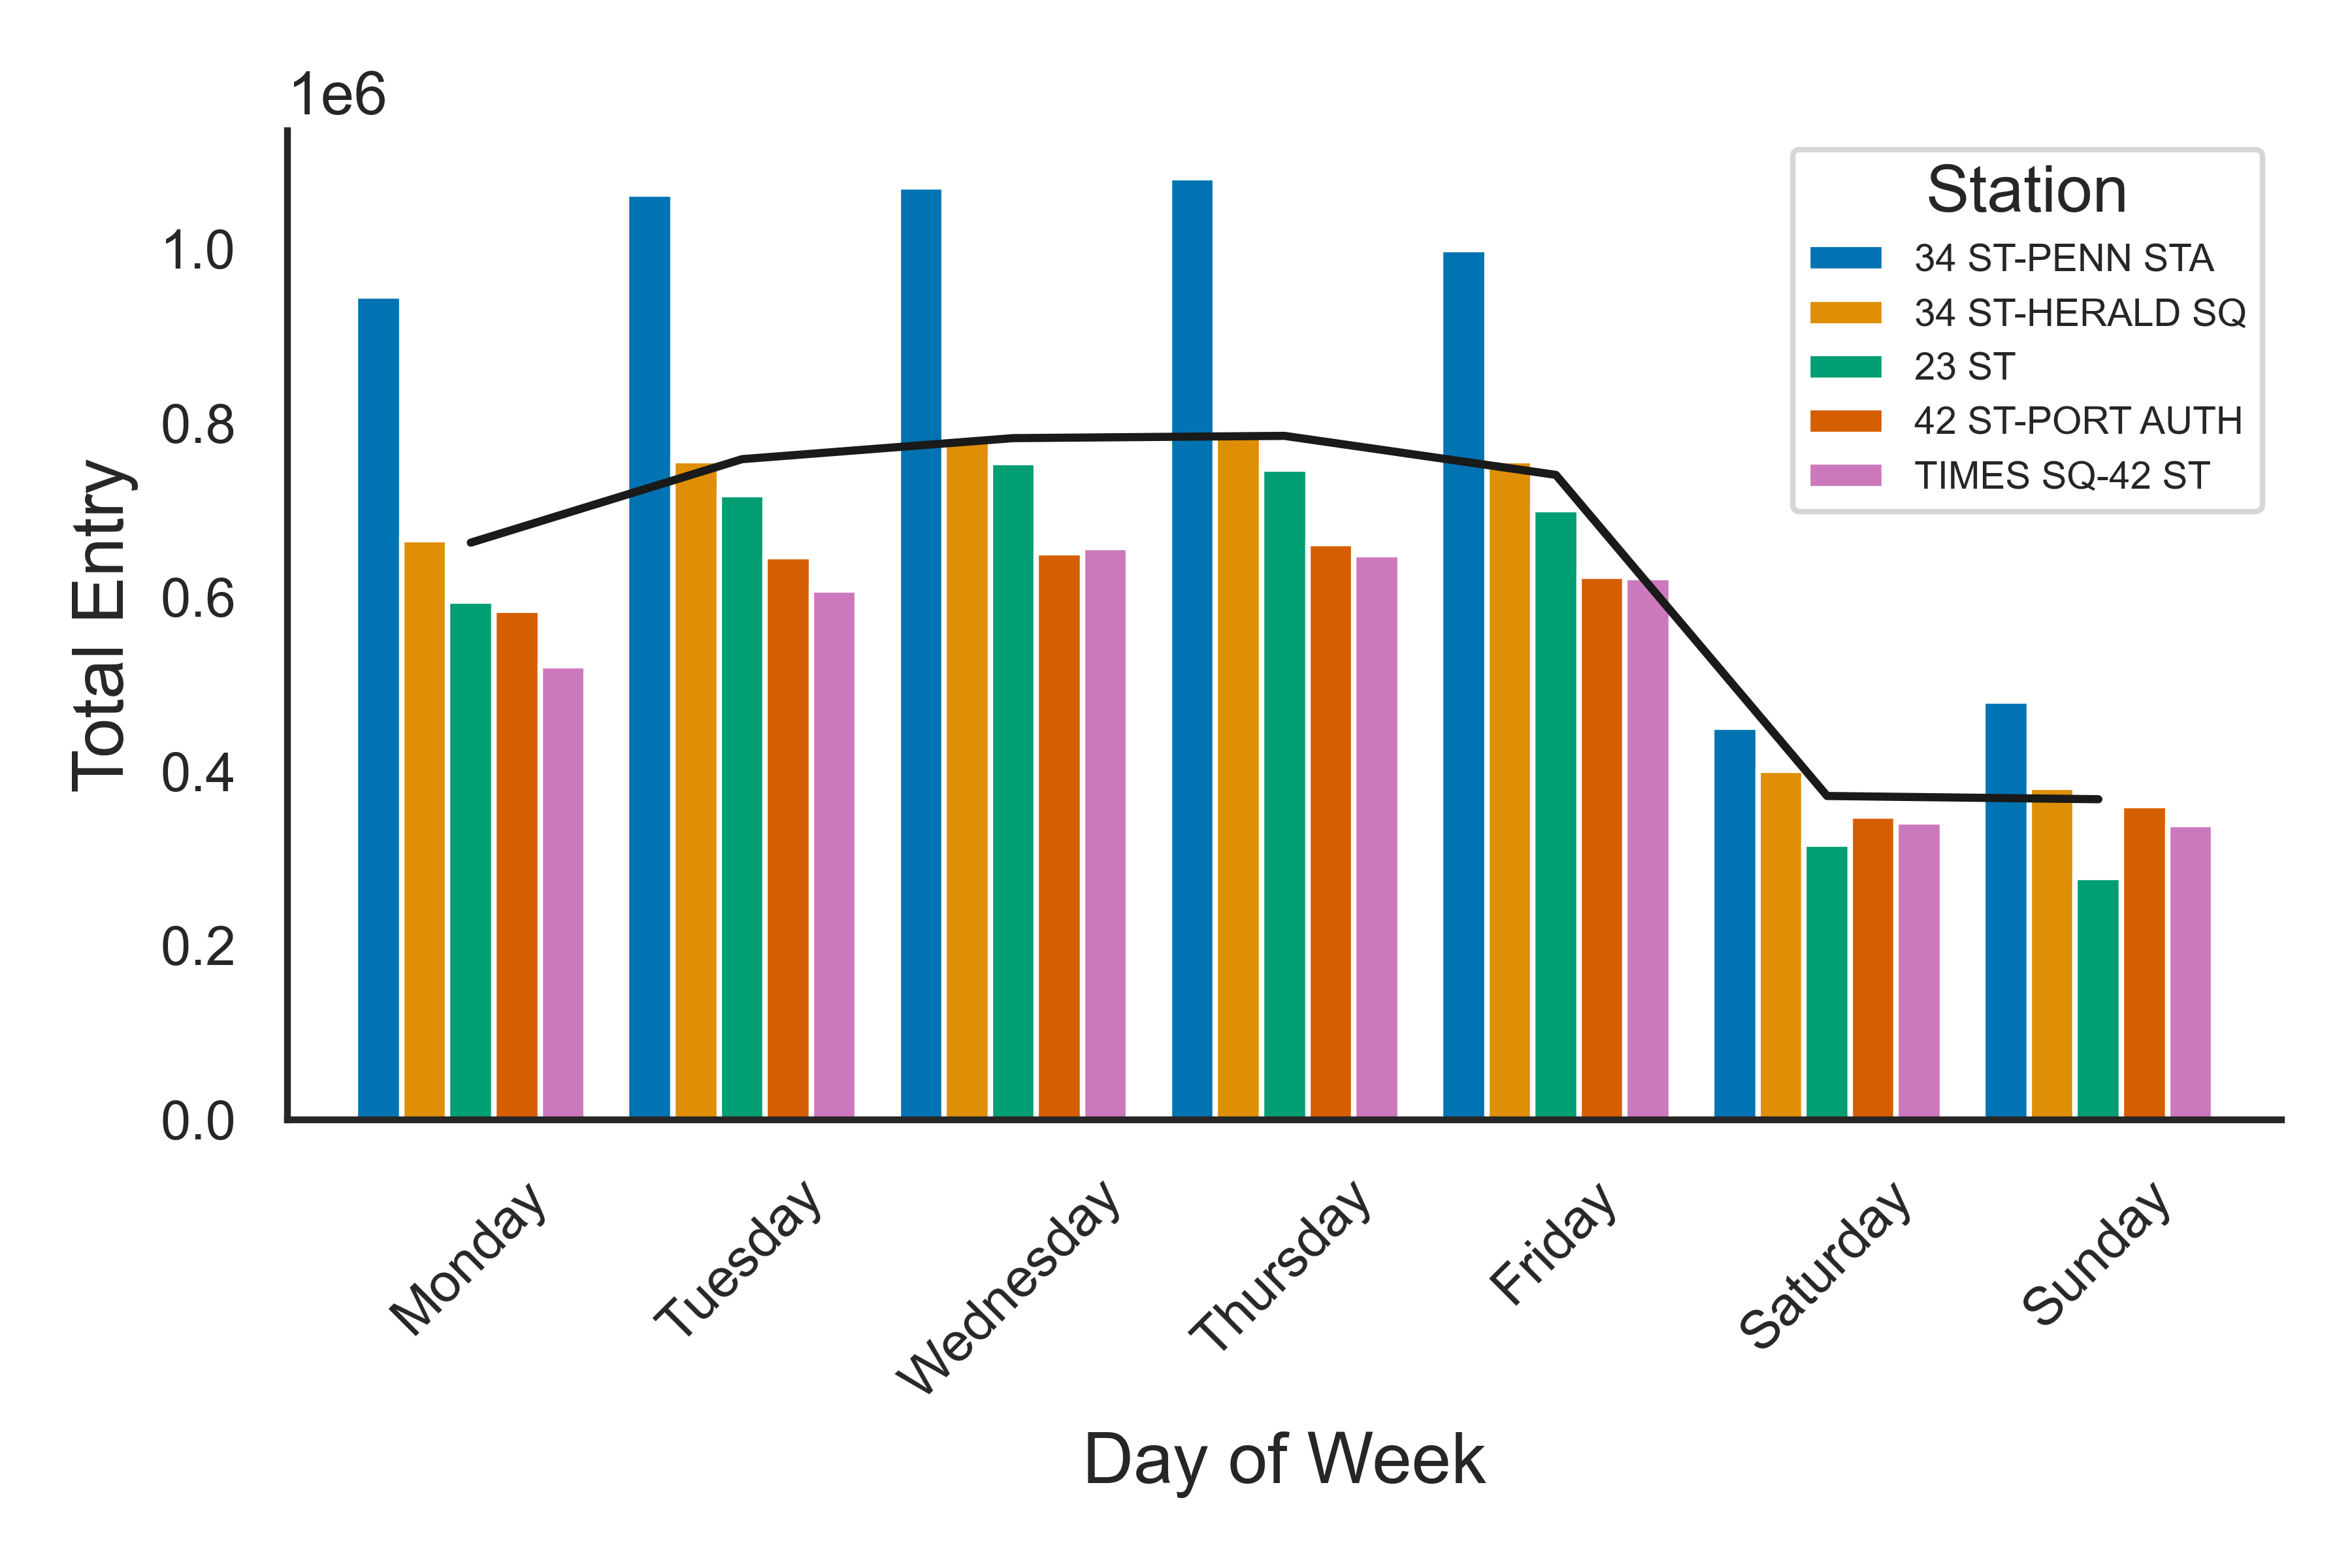 1e6
1.0
0.8
0.6
0.4
0.2
0.0
Total Entry
Station
34 ST-PENN STA
34 ST-HERALD SQ
23 ST
42 ST-PORT AUTH
TIMES SQ-42 ST
Monday
Tuesday
Wednesday
Thursday
Friday
Saturday
Sunday
Day of Week